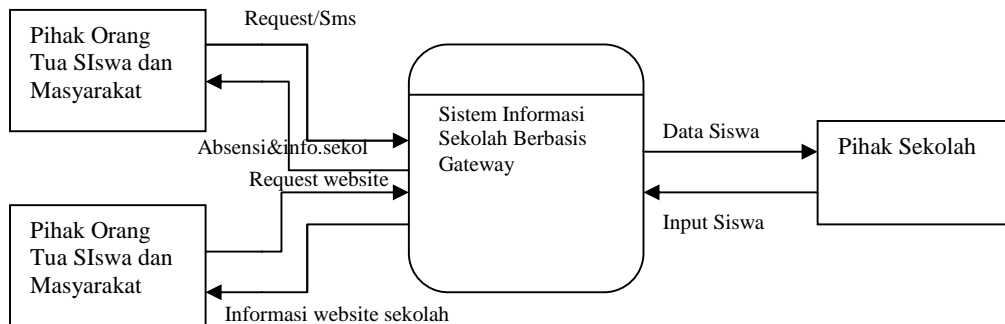 Request/Sms
Pihak Orang
Tua SIswa dan
Masyarakat
Absensi&info.sekol
Request website
Pihak Orang
Tua SIswa dan
Masyarakat
Informasi website sekolah
Sistem Informasi
Sekolah Berbasis
Gateway
Data Siswa
Input Siswa
Pihak Sekolah